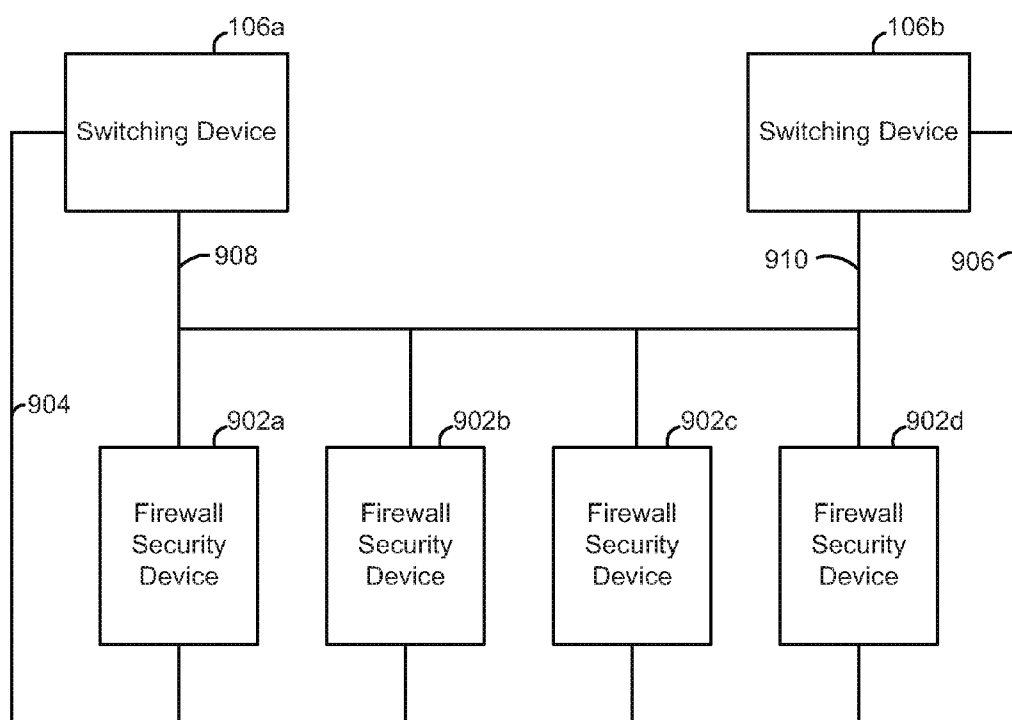 106a
106b
Switching Device
Switching Device
908
910
906
904
902a
902b
902c
902d
Firewall
Security
Device
Firewall
Security
Device
Firewall
Security
Device
Firewall
Security
Device